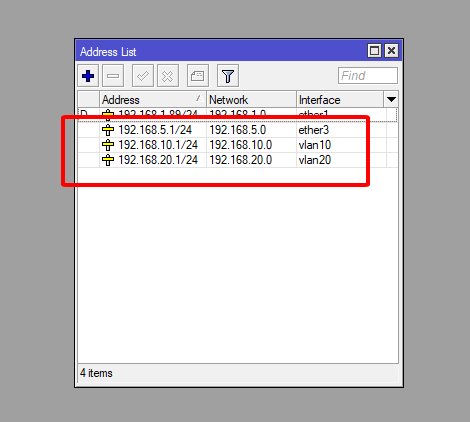 Address List
Find
Address Network Interface
D 192.168.1.89/24 192.168.1.0 ether1
192.168.5.1/24 192.168.5.0 ether3
192.168.10.1/24 192.168.10.0 vlan10
192.168.20.1/24 192.168.20.0 vlan20
4 items